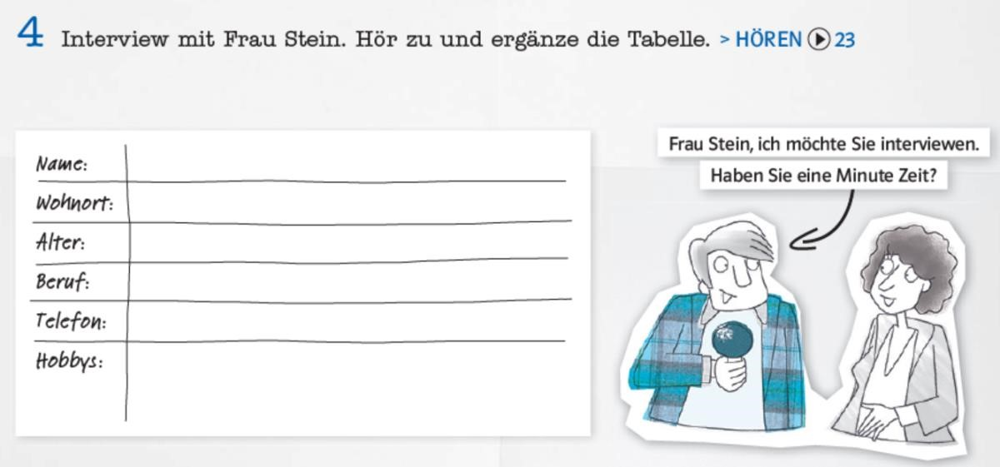 4 Interview mit Frau Stein. Hör zu und ergänze die Tabelle. > HÖREN 23
Frau Stein, ich möchte Sie interviewen.
Haben Sie eine Minute Zeit?
Name:
Wohnort:
Alter:
Beruf:
Telefon:
Hobbys: